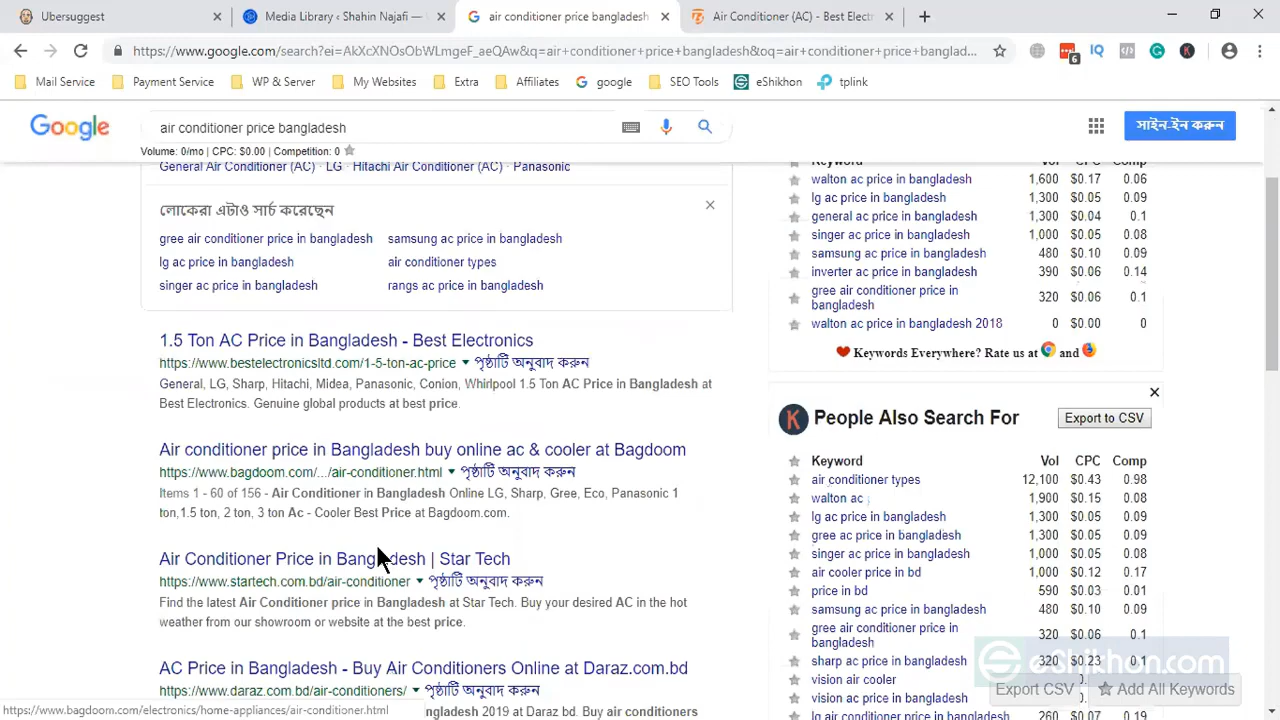 Ubersuggest
Media Library ‹ Shahin Najafi —
air conditioner price bangladesh
Air Conditioner (AC) - Best Electr
https://www.google.com/search?ei=AkXcXNOsObWLmgeF_aeQAw&q=air+conditioner+price+bangladesh&oq=air+conditioner+price+banglad...
6
IQ
K
Mail Service
Payment Service
WP & Server
My Websites
Extra
Affiliates
google
SEO Tools
eShikhon
tplink
Google
air conditioner price bangladesh
সাইন-ইন করুন
Volume: 0/mo | CPC: $0.00 | Competition: 0
General Air Conditioner (AC) · LG · Hitachi Air Conditioner (AC) · Panasonic
লোকেরা এটাও সার্চ করেছেন
gree air conditioner price in bangladesh
samsung ac price in bangladesh
lg ac price in bangladesh
air conditioner types
singer ac price in bangladesh
rangs ac price in bangladesh
1.5 Ton AC Price in Bangladesh - Best Electronics
https://www.bestelectronicsltd.com/1-5-ton-ac-price ▼ পৃষ্ঠাটি অনুবাদ করুন
General, LG, Sharp, Hitachi, Midea, Panasonic, Conion, Whirlpool 1.5 Ton AC Price in Bangladesh at
Best Electronics. Genuine global products at best price.
Air conditioner price in Bangladesh buy online ac & cooler at Bagdoom
https://www.bagdoom.com/.../air-conditioner.html ▼ পৃষ্ঠাটি অনুবাদ করুন
Items 1 - 60 of 156 - Air Conditioner in Bangladesh Online LG, Sharp, Gree, Eco, Panasonic 1
ton,1.5 ton, 2 ton, 3 ton Ac - Cooler Best Price at Bagdoom.com.
Air Conditioner Price in Bangladesh | Star Tech
https://www.startech.com.bd/air-conditioner ▼ পৃষ্ঠাটি অনুবাদ করুন
Find the latest Air Conditioner price in Bangladesh at Star Tech. Buy your desired AC in the hot
weather from our showroom or website at the best price.
AC Price in Bangladesh - Buy Air Conditioners Online at Daraz.com.bd
https://www.daraz.com.bd/air-conditioners/ ▼ পৃষ্ঠাটি অনুবাদ করুন
ngladesh 2019 at Daraz bd. Buy air conditioners
https://www.bagdoom.com/electronics/home-appliances/air-conditioner.html
Keyword Vol CPC Comp
walton ac price in bangladesh 1,600 $0.17 0.06
lg ac price in bangladesh 1,300 $0.05 0.09
general ac price in bangladesh 1,300 $0.04 0.1
singer ac price in bangladesh 1,000 $0.05 0.08
samsung ac price in bangladesh 480 $0.10 0.09
inverter ac price in bangladesh 390 $0.06 0.14
gree air conditioner price in
bangladesh 320 $0.06 0.1
walton ac price in bangladesh 2018 0 $0.00 0
Keywords Everywhere? Rate us at and
K People Also Search For
Export to CSV
Keyword Vol CPC Comp
air conditioner types 12,100 $0.43 0.98
walton ac 1,900 $0.15 0.08
lg ac price in bangladesh 1,300 $0.05 0.09
gree ac price in bangladesh 1,300 $0.05 0.09
singer ac price in bangladesh 1,000 $0.05 0.08
air cooler price in bd 1,000 $0.12 0.17
price in bd 590 $0.03 0.01
samsung ac price in bangladesh 480 $0.10 0.09
gree air conditioner price in
bangladesh 320 $0.06 0.1
sharp ac price in bangladesh 320 $0.23 0.1
vision air cooler
vision ac price in bangladesh
lg air conditioner price in 260 $0.07 0.19
eShikhon.com
Export CSV
Add All Keywords